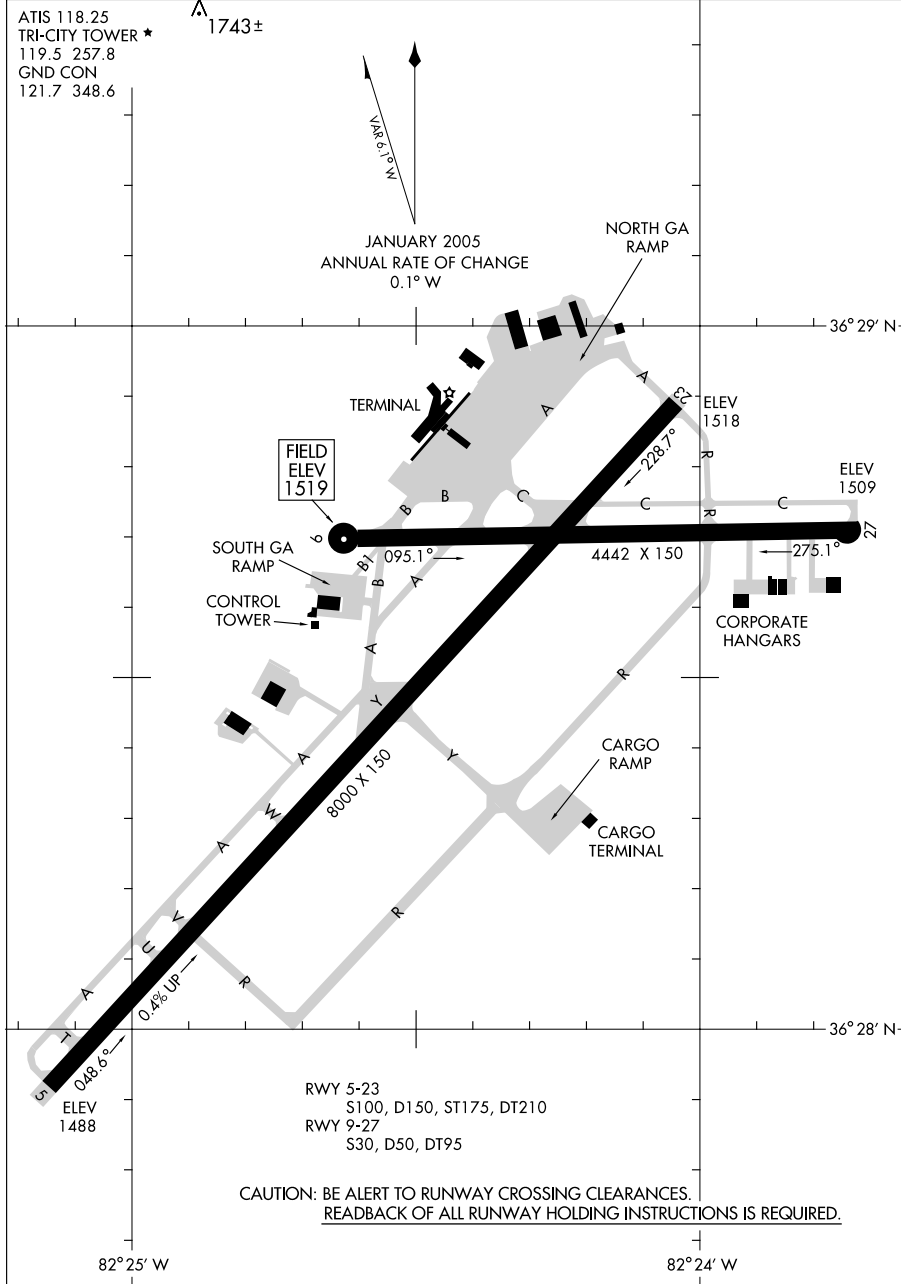 ATIS 118.25
TRI-CITY TOWER
119.5 257.8
GND CON
121.7 348.6
1743±
VAR 6.1° W
JANUARY 2005
ANNUAL RATE OF CHANGE
0.1° W
NORTH GA
RAMP
36°29' N
TERMINAL
A
A
23
ELEV
1518
228.7°
R
FIELD
ELEV
1519
ELEV
1509
B
B
C
C
C
R
9
095.1°
4442 X 150
275.1°
27
SOUTH GA
RAMP
B1
B
A
CONTROL
TOWER
CORPORATE
HANGARS
A
R
Y
A
Y
8000 X 150
CARGO
RAMP
W
A
CARGO
TERMINAL
V
U
R
R
A
0.4% UP
T
048.6°
36°28' N
5
ELEV
1488
RWY 5-23
S100, D150, ST175, DT210
RWY 9-27
S30, D50, DT95
CAUTION: BE ALERT TO RUNWAY CROSSING CLEARANCES.
READBACK OF ALL RUNWAY HOLDING INSTRUCTIONS IS REQUIRED.
82°25' W
82°24' W